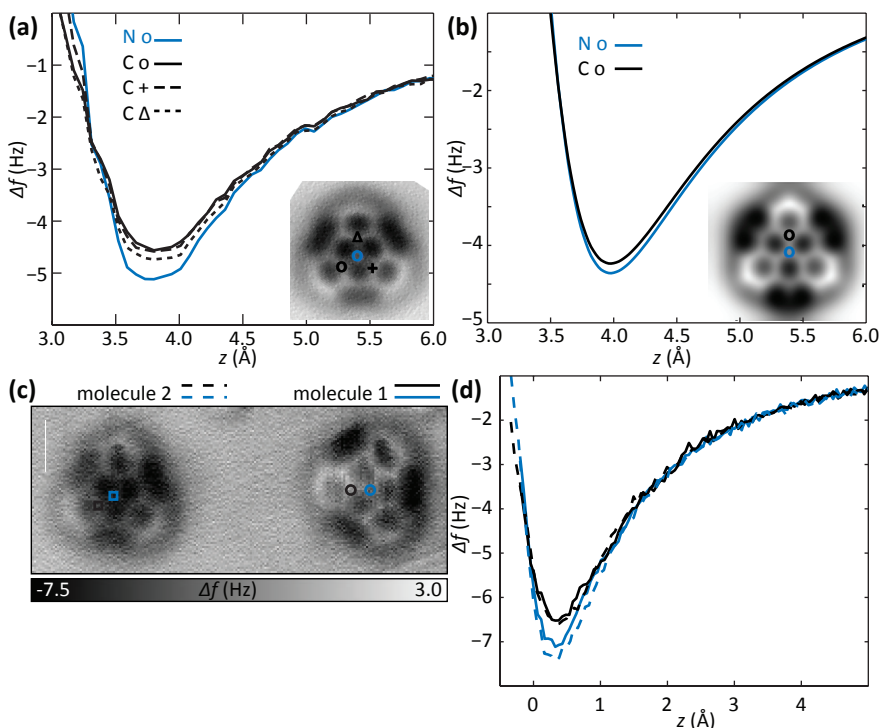 (a)
N o
C o
C +
C Δ
−1
−2
−3
−4
−5
Δf (Hz)
Δ
o
o
+
3.0 3.5 4.0 4.5 5.0 5.5 6.0
z (Å)
(b)
N o
C o
−1
−2
−3
−4
−5
Δf (Hz)
o
o
3.0 3.5 4.0 4.5 5.0 5.5 6.0
z (Å)
(c)
molecule 2 molecule 1
-7.5 Δf (Hz) 3.0
(d)
−2
−3
−4
−5
−6
−7
Δf (Hz)
0 1 2 3 4
z (Å)